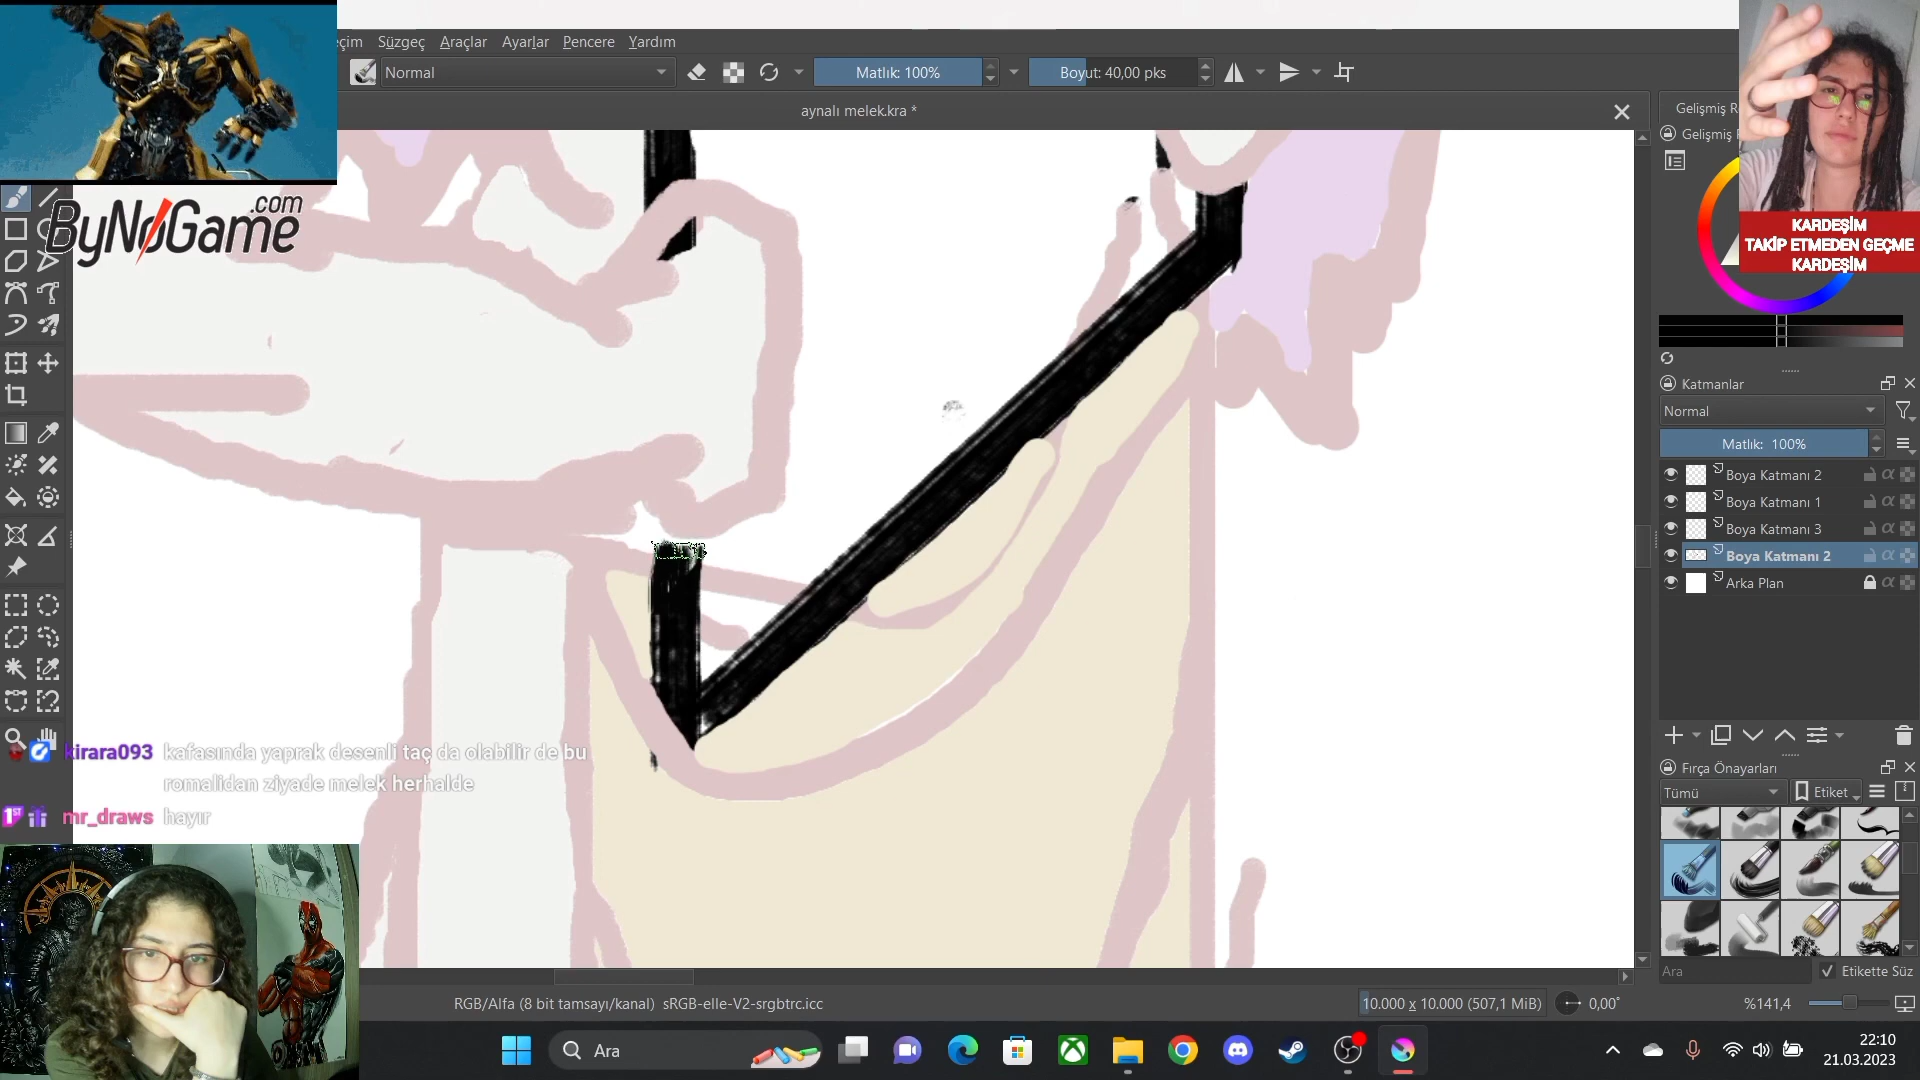 Süzgeç Araçlar Ayarlar Pencere Yardım
Normal
Matlık: 100%
Boyut: 40,00 pks
aynalı melek.kra *
ByNoGame
.com
KARDEŞİM
TAKİP ETMEDEN GEÇME
KARDEŞİM
Katmanlar
Normal
Matlık: 100%
Boya Katmanı 2
Boya Katmanı 1
Boya Katmanı 3
Boya Katmanı 2
Arka Plan
Fırça Önayarları
Tümü
Etiket
Ara
Etikette Süz
kirara093 kafasında yaprak desenli taç da olabilir de bu
romalidan ziyade melek herhalde
1ST
mr_draws hayır
RGB/Alfa (8 bit tamsayı/kanal) sRGB-elle-V2-srgbtrc.icc
10.000 x 10.000 (507,1 MiB)
0,00°
%141,4
Ara
22:10
21.03.2023